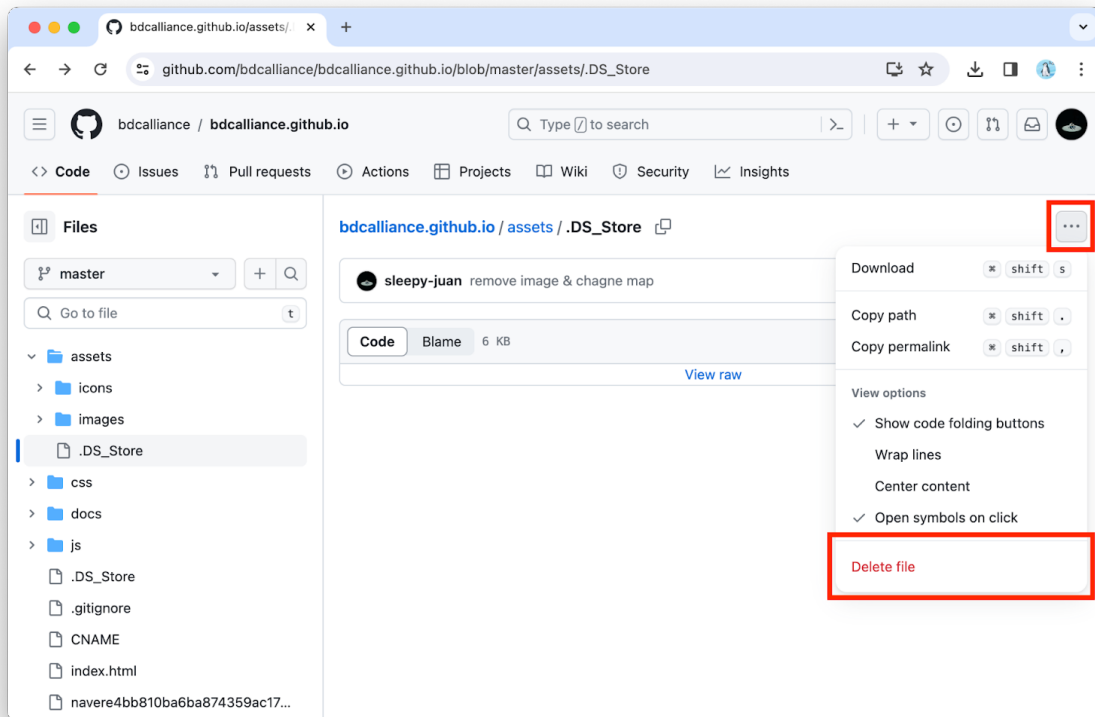 bdcalliance.github.io/assets/.
github.com/bdcalliance/bdcalliance.github.io/blob/master/assets/.DS_Store
bdcalliance / bdcalliance.github.io
Type / to search
Code Issues Pull requests Actions Projects Wiki Security Insights
Files
master
Go to file t
assets
icons
images
.DS_Store
css
docs
js
.DS_Store
.gitignore
CNAME
index.html
navere4bb810ba6ba874359ac17...
bdcalliance.github.io / assets / .DS_Store
sleepy-juan remove image & chagne map
Code Blame 6 KB
View raw
...
Download ⌘ shift s
Copy path ⌘ shift .
Copy permalink ⌘ shift ,
View options
Show code folding buttons
Wrap lines
Center content
Open symbols on click
Delete file